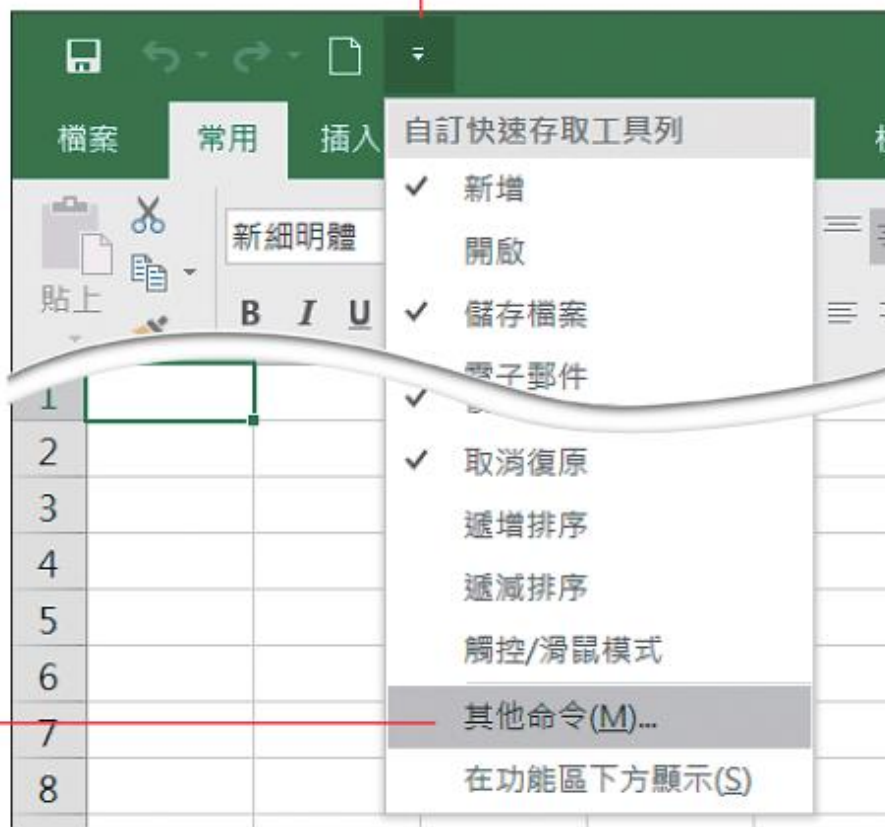 檔案 常用 插入
自訂快速存取工具列
新增
新細明體
開啟
貼上
B I U
儲存檔案
電子郵件
1
2
取消復原
3
遞增排序
4
遞減排序
5
觸控/滑鼠模式
6
7
其他命令(M)...
8
在功能區下方顯示(S)